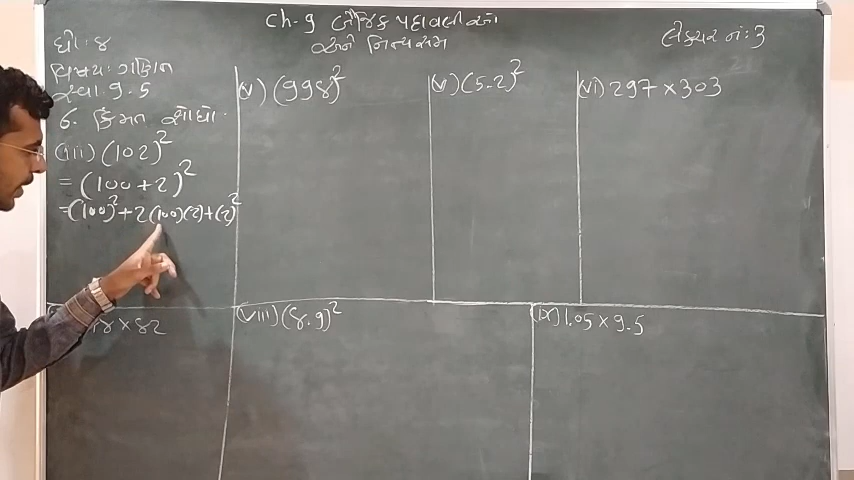 Ch-9 બૈજિક પદાવલીઓ
અને નિત્યસમ
લેક્ચર નં: 3
ધો: ૪
વિષય: ગણિત
સ્વા. 9.5
6. કિંમત શોધો.
(iii) (102)²
= (100+2)²
= (100)² + 2(100)(2) + (2)²
(998)²
(v) (5.2)²
(vi) 297 × 303
× 82
(viii) (8.9)²
(ix) 1.05 × 9.5